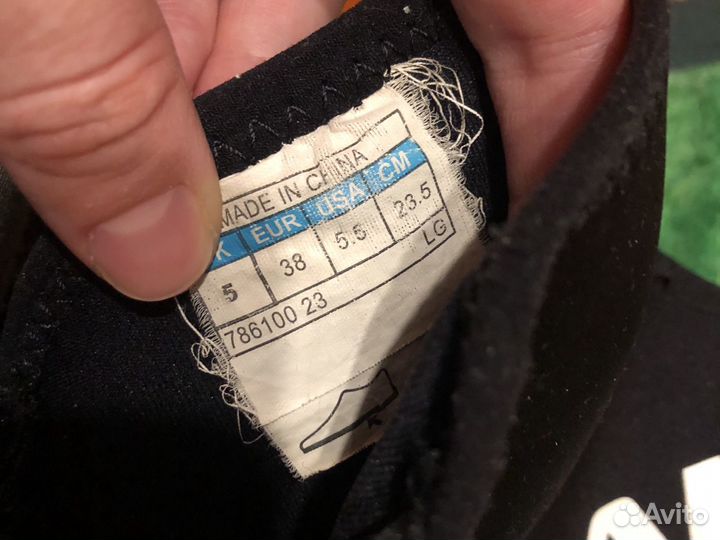 MADE IN CHINA
K EUR USA CM
5 38 5.5 23.5
786100 23 LG
Avito